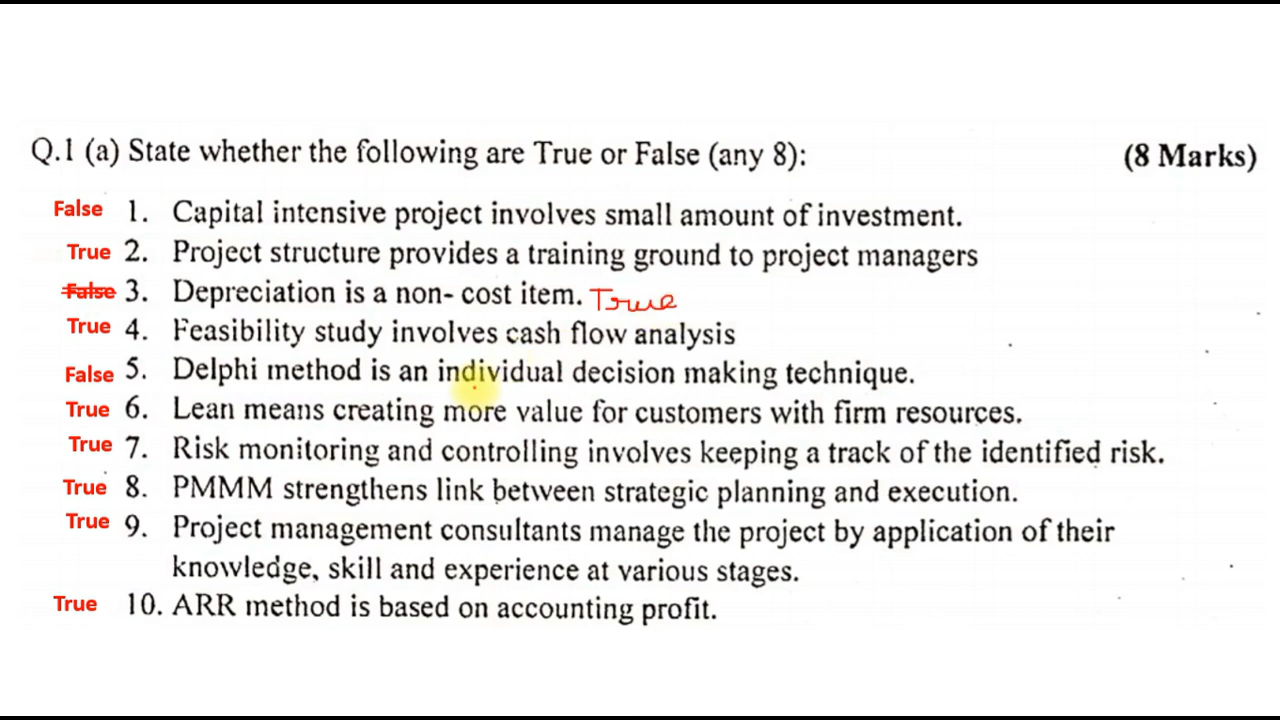 Q.1 (a) State whether the following are True or False (any 8): (8 Marks)
False 1. Capital intensive project involves small amount of investment.
True 2. Project structure provides a training ground to project managers
False 3. Depreciation is a non- cost item. True
True 4. Feasibility study involves cash flow analysis
False 5. Delphi method is an individual decision making technique.
True 6. Lean means creating more value for customers with firm resources.
True 7. Risk monitoring and controlling involves keeping a track of the identified risk.
True 8. PMMM strengthens link between strategic planning and execution.
True 9. Project management consultants manage the project by application of their
knowledge, skill and experience at various stages.
True 10. ARR method is based on accounting profit.